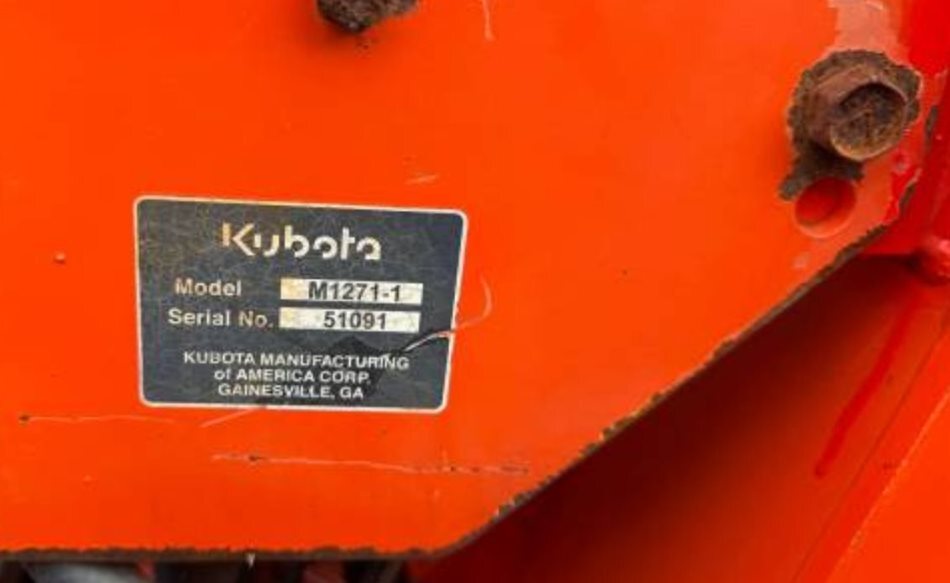 Kubota
Model M1271-1
Serial No. 51091
KUBOTA MANUFACTURING
of AMERICA CORP.
GAINESVILLE, GA